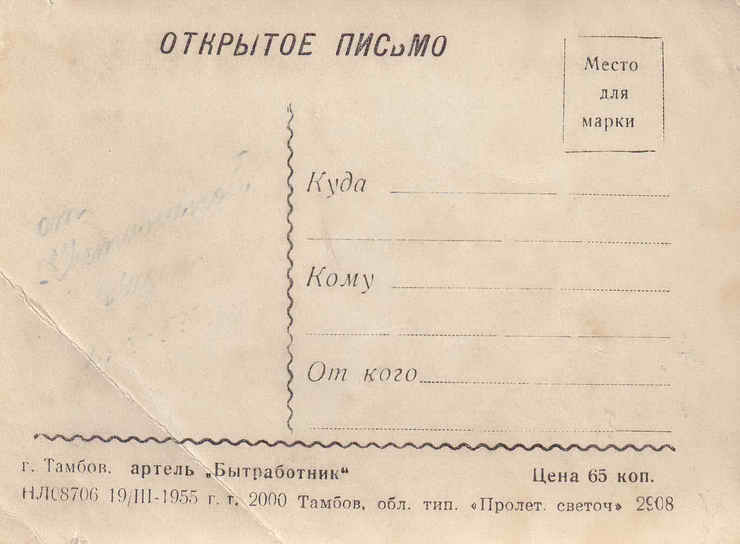 ОТКРЫТОЕ ПИСЬМО
Место
для
марки
Куда
Кому
От кого
от
г. Тамбов. артель „Бытработник“
Цена 65 коп.
НЛ08706 19/III-1955 г. т. 2000 Тамбов, обл. тип. «Пролет. светоч» 2908